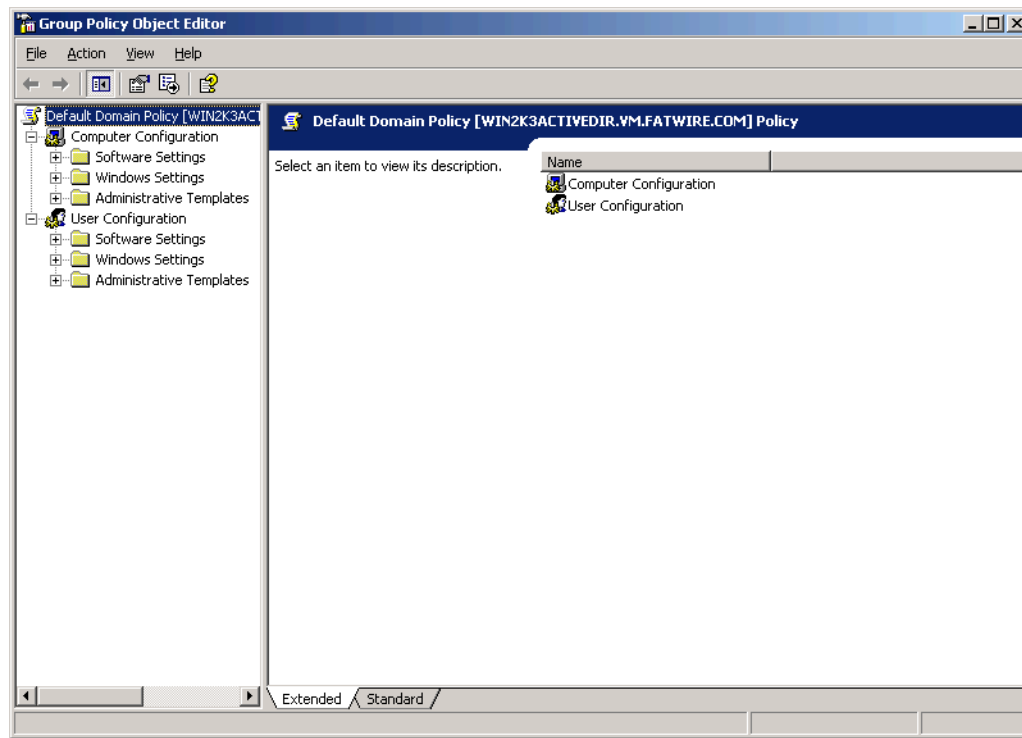 Group Policy Object Editor
File Action View Help
Default Domain Policy [WIN2K3ACT
Computer Configuration
Software Settings
Windows Settings
Administrative Templates
User Configuration
Software Settings
Windows Settings
Administrative Templates
Default Domain Policy [WIN2K3ACTIVEDIR.VM.FATWIRE.COM] Policy
Select an item to view its description.
Name
Computer Configuration
User Configuration
Extended Standard